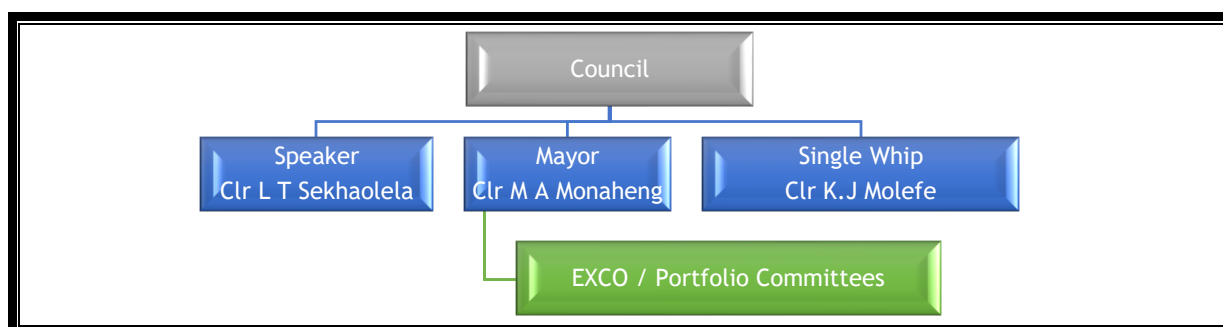 Council
Speaker
Clr L T Sekhaolela
Mayor
Clr M A Monaheng
Single Whip
Clr K.J Molefe
EXCO / Portfolio Committees